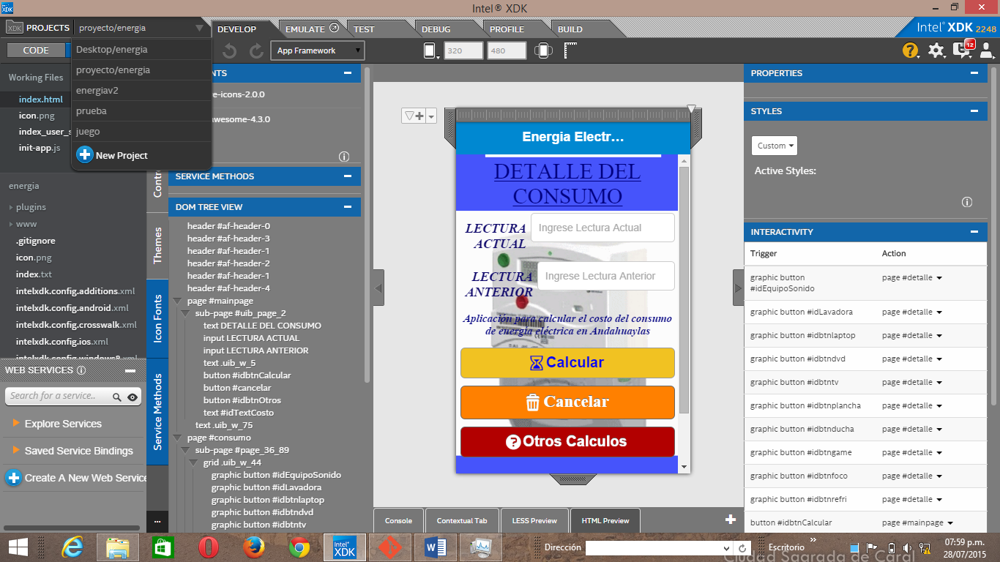 Intel® XDK
XDK PROJECTS proyecto/energia
DEVELOP EMULATE TEST DEBUG PROFILE BUILD
Intel® XDK 2248
CODE
App Framework
320 480
12
Desktop/energia
proyecto/energia
energiav2
prueba
juego
New Project
Working Files
index.html
icon.png
index_user_s
init-app.js
energia
plugins
www
.gitignore
icon.png
index.txt
intelxdk.config.additions.xml
intelxdk.config.android.xml
intelxdk.config.crosswalk.xml
intelxdk.config.ios.xml
intelxdk.config.windows8.xml
WEB SERVICES
Search for a service..
Explore Services
Saved Service Bindings
Create A New Web Service
Contr
Themes
Icon Fonts
Service Methods
...
NTS
e-icons-2.0.0
awesome-4.3.0
SERVICE METHODS
DOM TREE VIEW
header #af-header-0
header #af-header-3
header #af-header-1
header #af-header-2
header #af-header-1
header #af-header-4
page #mainpage
sub-page #uib_page_2
text DETALLE DEL CONSUMO
input LECTURA ACTUAL
input LECTURA ANTERIOR
text .uib_w_5
button #idbtnCalcular
button #cancelar
button #idbtnOtros
text #idTextCosto
text .uib_w_75
page #consumo
sub-page #page_36_89
grid .uib_w_44
graphic button #idEquipoSonido
graphic button #idLavadora
graphic button #idbtnlaptop
graphic button #idbtndvd
graphic button #idbtntv
Energia Electr...
DETALLE DEL
CONSUMO
LECTURA
ACTUAL
Ingrese Lectura Actual
LECTURA
ANTERIOR
Ingrese Lectura Anterior
Aplicación para calcular el costo del consumo
de energía eléctrica en Andahuaylas
Calcular
Cancelar
Otros Calculos
Console Contextual Tab LESS Preview HTML Preview
PROPERTIES
STYLES
Custom
Active Styles:
INTERACTIVITY
Trigger Action
graphic button
#idEquipoSonido page #detalle
graphic button #idLavadora page #detalle
graphic button #idbtnlaptop page #detalle
graphic button #idbtndvd page #detalle
graphic button #idbtntv page #detalle
graphic button #idbtnplancha page #detalle
graphic button #idbtnducha page #detalle
graphic button #idbtngame page #detalle
graphic button #idbtnfoco page #detalle
graphic button #idbtnrefri page #detalle
button #idbtnCalcular page #mainpage
Intel® XDK
Dirección
Escritorio
07:59 p.m.
28/07/2015
Ciudad Sagrada de Caral